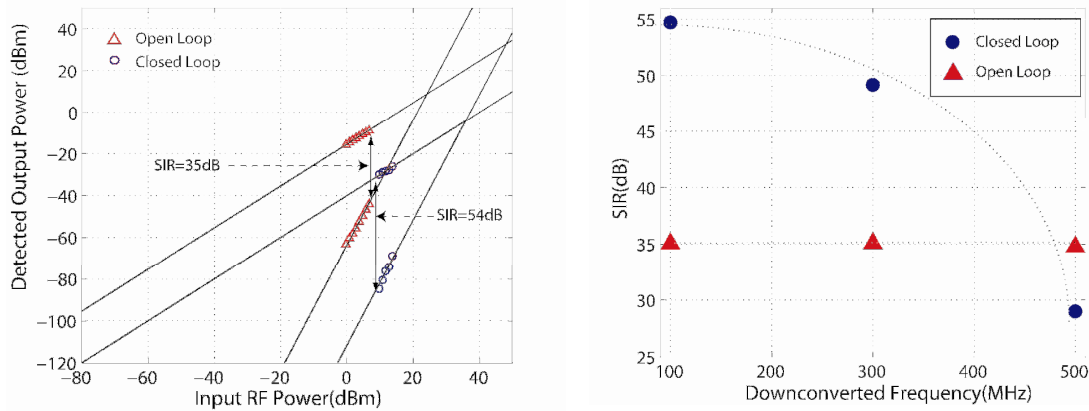 Detected Output Power (dBm)
40
20
0
−20
−40
−60
−80
−100
−120
Open Loop
Closed Loop
SIR=35dB
SIR=54dB
−80
−60
−40
−20
0
20
40
Input RF Power(dBm)
SIR(dB)
55
50
45
40
35
30
25
Closed Loop
Open Loop
100
200
300
400
500
Downconverted Frequency(MHz)